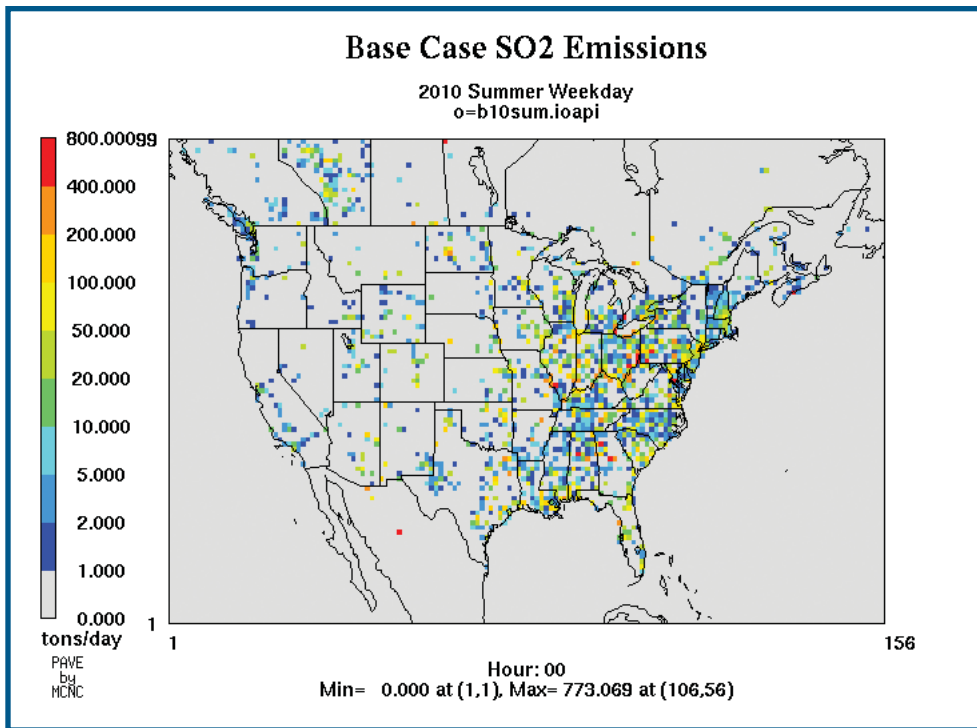 Base Case SO2 Emissions
2010 Summer Weekday
o=b10sum.ioapi
800.000
99
400.000
200.000
100.000
50.000
20.000
10.000
5.000
2.000
1.000
0.000
1
tons/day
1
156
PAVE
by
MCNC
Hour: 00
Min= 0.000 at (1,1), Max= 773.069 at (106,56)